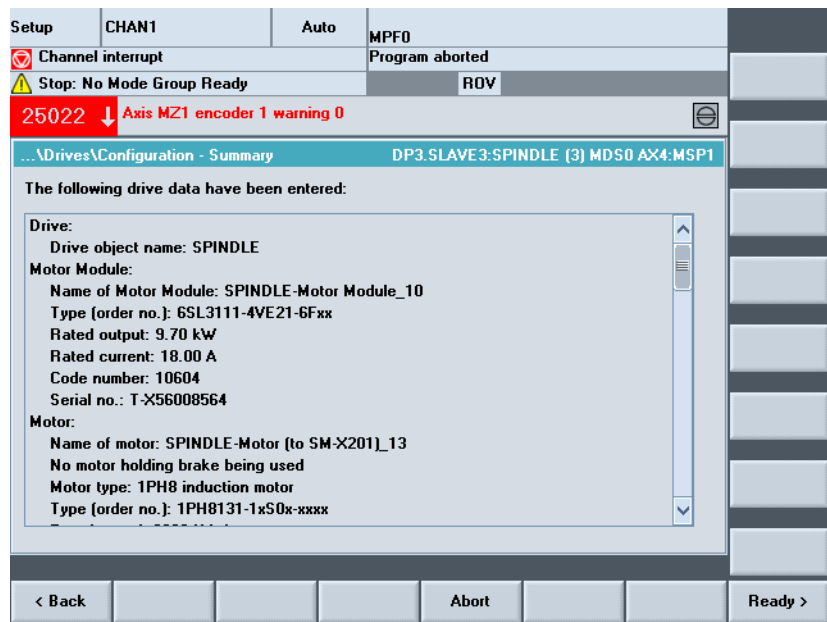 Setup CHAN1 Auto MPF0
Channel interrupt Program aborted
Stop: No Mode Group Ready ROV
25022 Axis MZ1 encoder 1 warning 0
...\Drives\Configuration - Summary DP3.SLAVE3:SPINDLE (3) MDS0 AX4:MSP1
The following drive data have been entered:
Drive:
Drive object name: SPINDLE
Motor Module:
Name of Motor Module: SPINDLE-Motor Module_10
Type (order no.): 6SL3111-4VE21-6Fxx
Rated output: 9.70 kW
Rated current: 18.00 A
Code number: 10604
Serial no.: T-X56008564
Motor:
Name of motor: SPINDLE-Motor (to SM-X201)_13
No motor holding brake being used
Motor type: 1PH8 induction motor
Type (order no.): 1PH8131-1xS0x-xxxx
< Back Abort Ready >